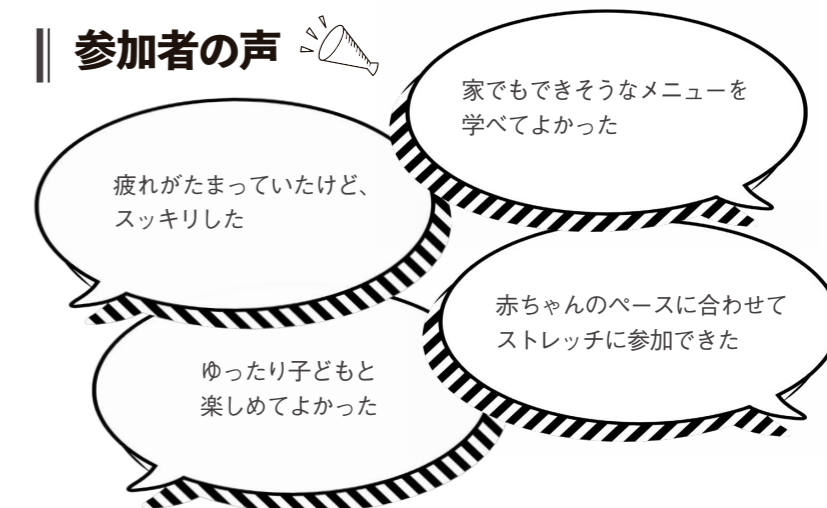 参加者の声
家でもできそうなメニューを
学べてよかった
疲れがたまっていたけど、
スッキリした
赤ちゃんのペースに合わせて
ストレッチに参加できた
ゆったり子どもと
楽しめてよかった